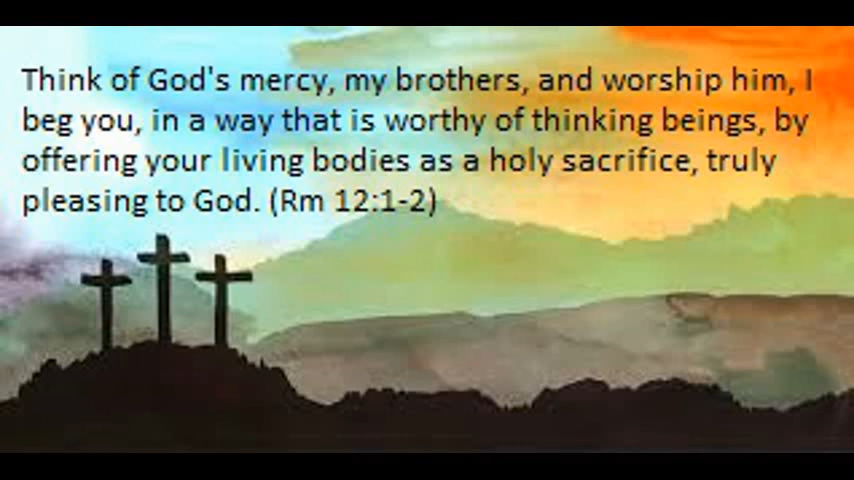 Think of God's mercy, my brothers, and worship him, I
beg you, in a way that is worthy of thinking beings, by
offering your living bodies as a holy sacrifice, truly
pleasing to God. (Rm 12:1-2)